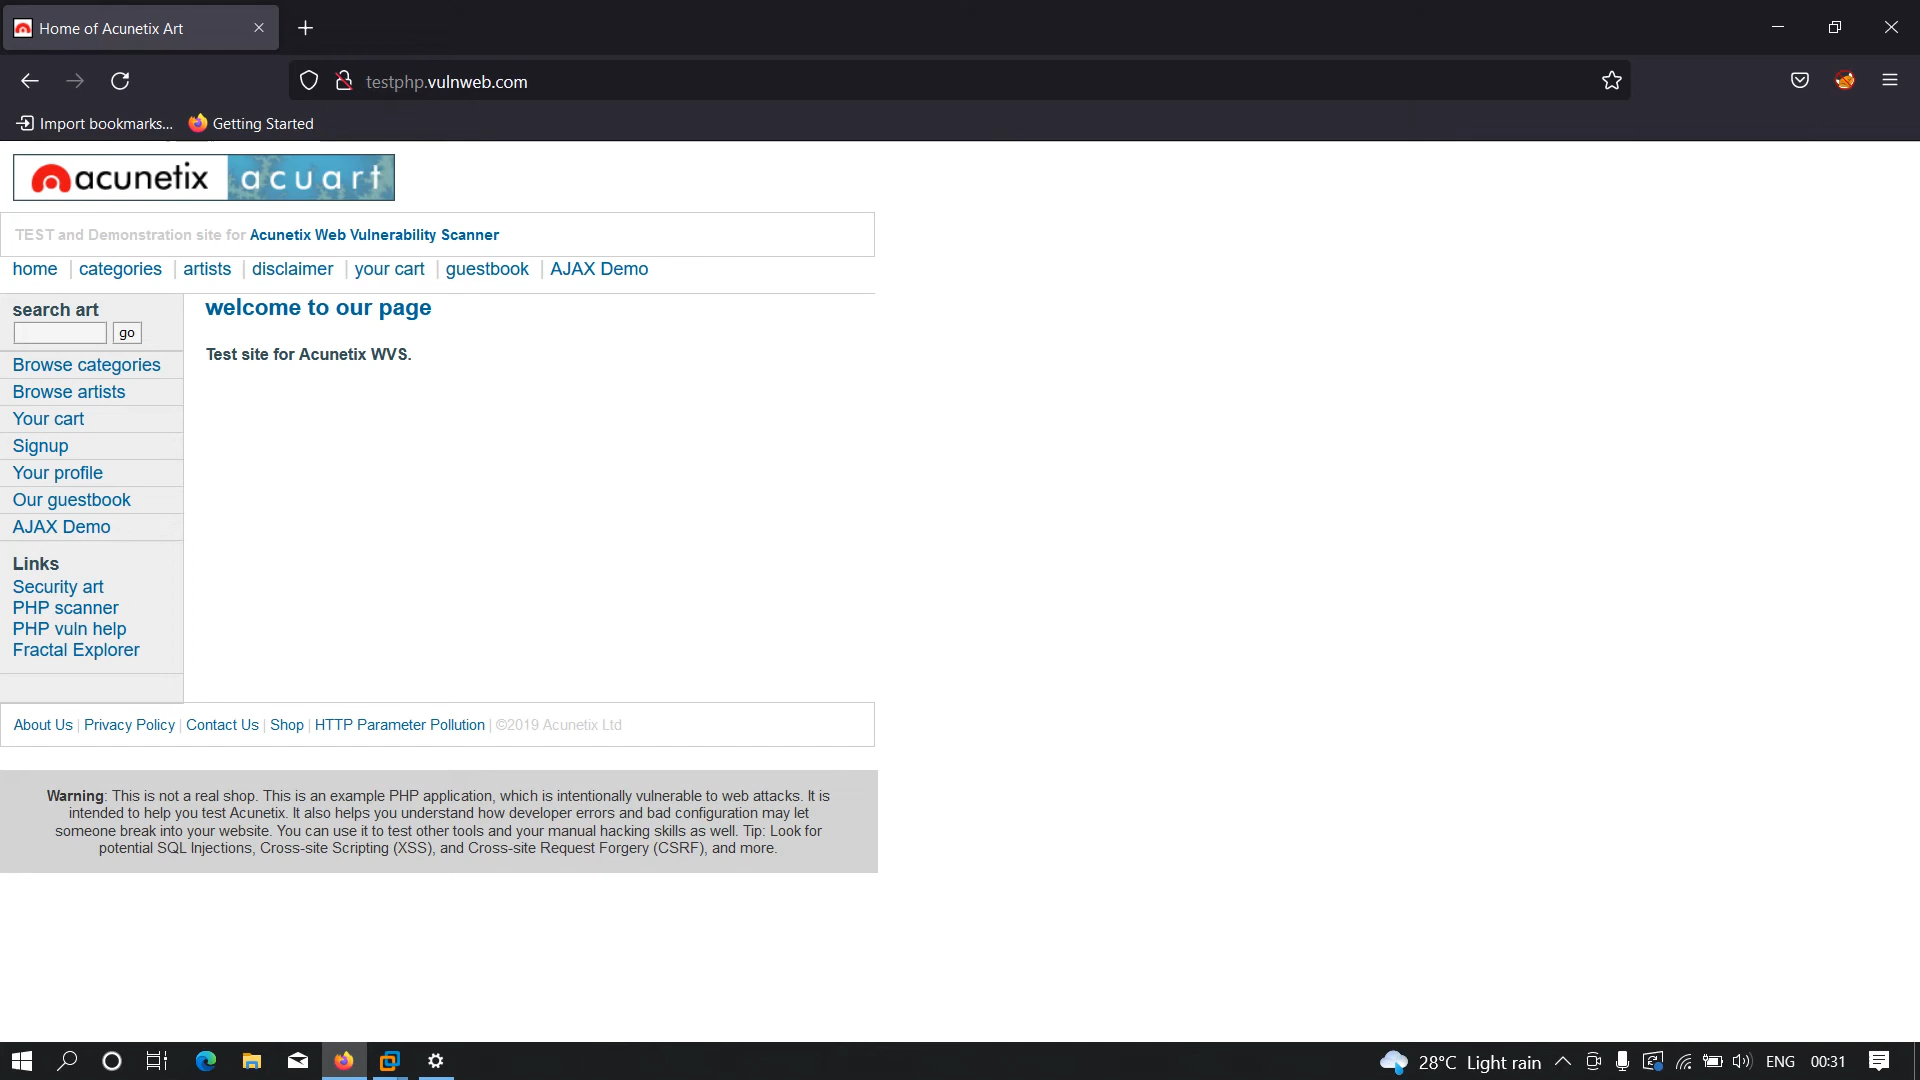 Home of Acunetix Art
testphp.vulnweb.com
Import bookmarks... Getting Started
acunetix acuart
TEST and Demonstration site for Acunetix Web Vulnerability Scanner
home | categories | artists | disclaimer | your cart | guestbook | AJAX Demo
search art
go
Browse categories
Browse artists
Your cart
Signup
Your profile
Our guestbook
AJAX Demo
Links
Security art
PHP scanner
PHP vuln help
Fractal Explorer
welcome to our page
Test site for Acunetix WVS.
About Us | Privacy Policy | Contact Us | Shop | HTTP Parameter Pollution | ©2019 Acunetix Ltd
Warning: This is not a real shop. This is an example PHP application, which is intentionally vulnerable to web attacks. It is
intended to help you test Acunetix. It also helps you understand how developer errors and bad configuration may let
someone break into your website. You can use it to test other tools and your manual hacking skills as well. Tip: Look for
potential SQL Injections, Cross-site Scripting (XSS), and Cross-site Request Forgery (CSRF), and more.
28°C Light rain ENG 00:31